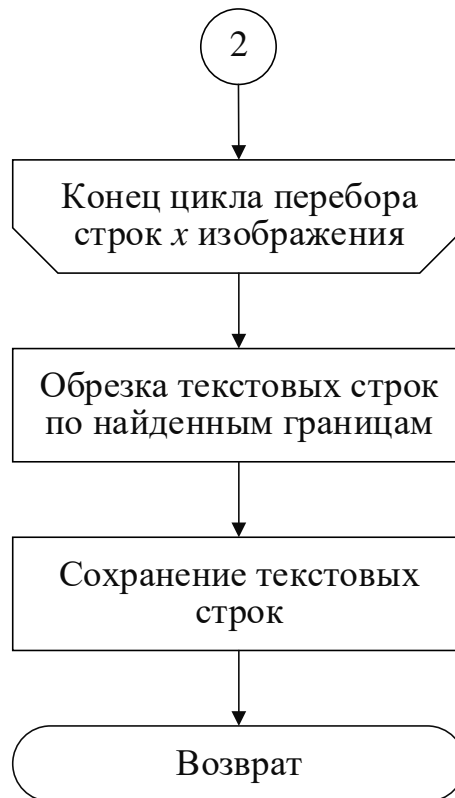 2
Конец цикла перебора
строк x изображения
Обрезка текстовых строк
по найденным границам
Сохранение текстовых
строк
Возврат